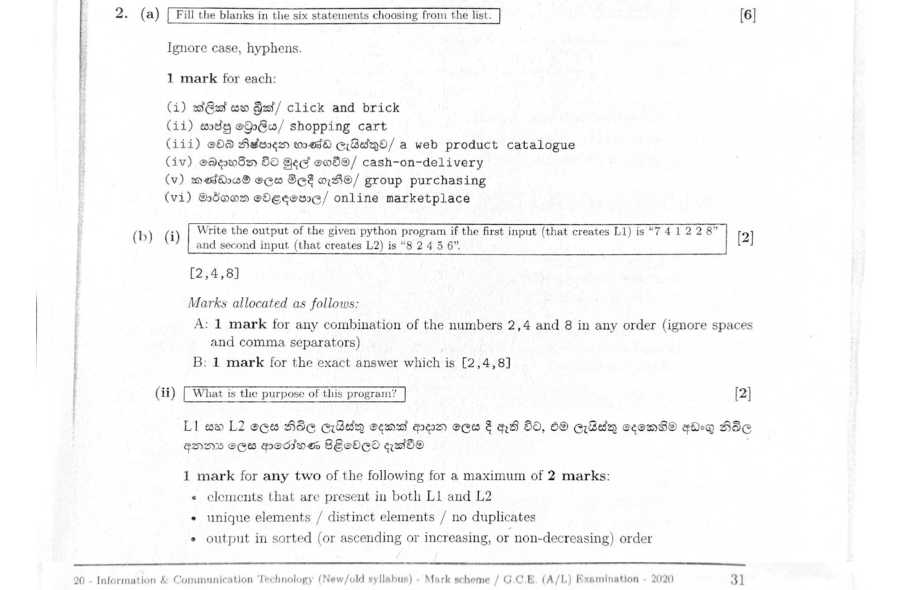 2. (a) Fill the blanks in the six statements choosing from the list. [6]
Ignore case, hyphens.
1 mark for each:
(i) ක්ලික් සහ බ්‍රික්/ click and brick
(ii) සාප්පු ට්‍රොලිය/ shopping cart
(iii) වෙබ් නිෂ්පාදන භාණ්ඩ ලැයිස්තුව/ a web product catalogue
(iv) බෙදාහරින විට මුදල් ගෙවීම/ cash-on-delivery
(v) කණ්ඩායම් ලෙස මිලදී ගැනීම/ group purchasing
(vi) මාර්ගගත වෙළඳපොල/ online marketplace
(b) (i) Write the output of the given python program if the first input (that creates L1) is “7 4 1 2 2 8” [2]
and second input (that creates L2) is “8 2 4 5 6”.
[2,4,8]
Marks allocated as follows:
A: 1 mark for any combination of the numbers 2,4 and 8 in any order (ignore spaces
and comma separators)
B: 1 mark for the exact answer which is [2,4,8]
(ii) What is the purpose of this program? [2]
L1 සහ L2 ලෙස නිඛිල ලැයිස්තු දෙකක් ආදාන ලෙස දී ඇති විට, එම ලැයිස්තු දෙකෙහිම අඩංගු නිඛිල
අනන්‍ය ලෙස ආරෝහණ පිළිවෙලට දැක්වීම
1 mark for any two of the following for a maximum of 2 marks:
• elements that are present in both L1 and L2
• unique elements / distinct elements / no duplicates
• output in sorted (or ascending or increasing, or non-decreasing) order
20 - Information & Communication Technology (New/old syllabus) - Mark scheme / G.C.E. (A/L) Examination - 2020 31